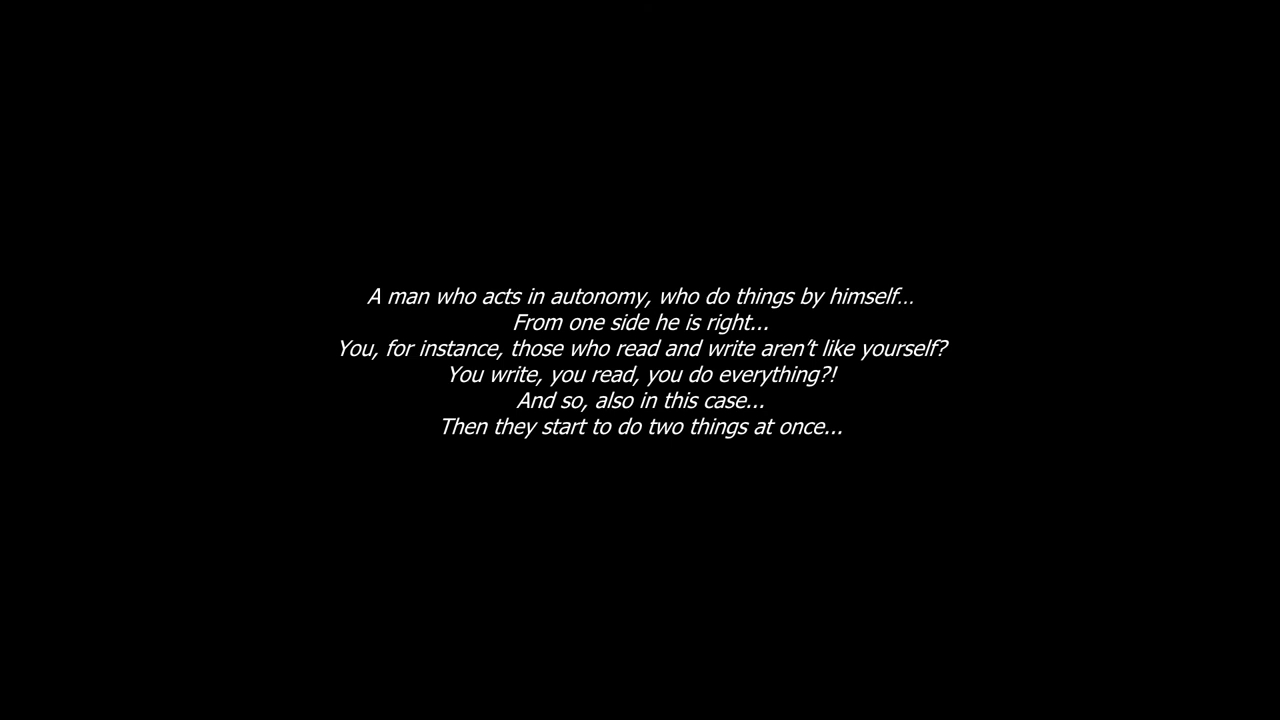 A man who acts in autonomy, who do things by himself...
From one side he is right...
You, for instance, those who read and write aren't like yourself?
You write, you read, you do everything?!
And so, also in this case...
Then they start to do two things at once...